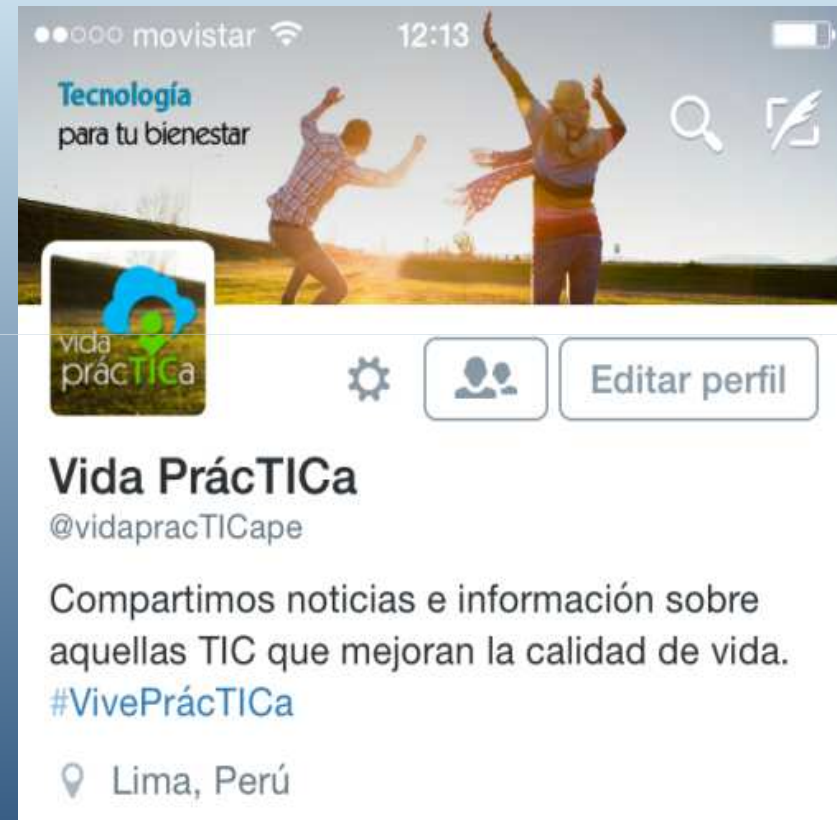 movistar 12:13
Tecnología
para tu bienestar
vida
prácTICa
Editar perfil
Vida PrácTICa
@vidapracTICape
Compartimos noticias e información sobre
aquellas TIC que mejoran la calidad de vida.
#VivePrácTICa
Lima, Perú